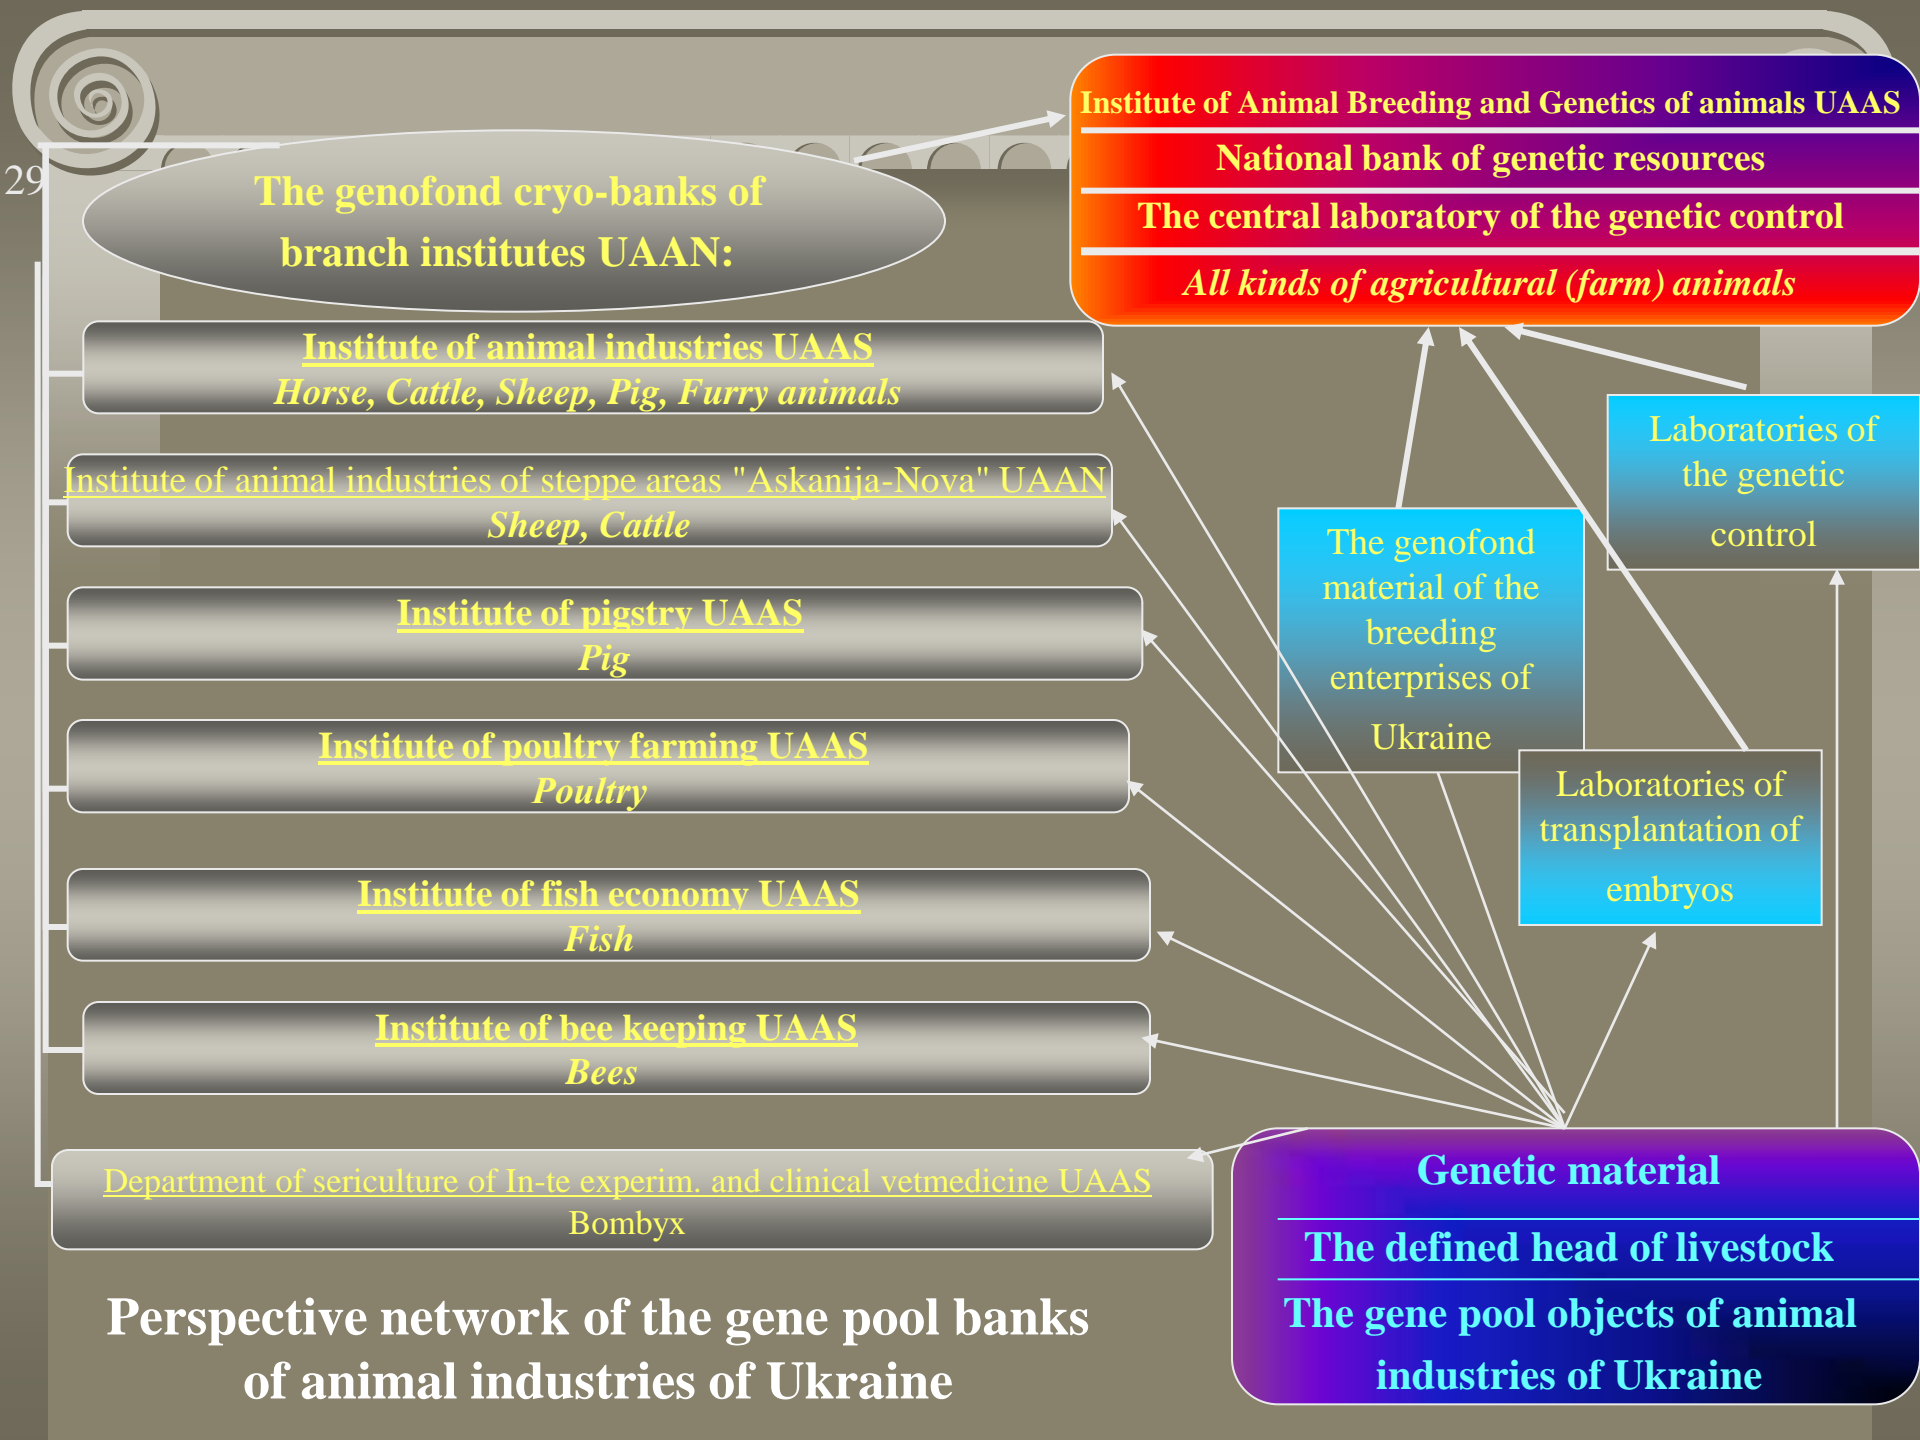 29
The genofond cryo-banks of
branch institutes UAAN:
Institute of Animal Breeding and Genetics of animals UAAS
National bank of genetic resources
The central laboratory of the genetic control
All kinds of agricultural (farm) animals
Institute of animal industries UAAS
Horse, Cattle, Sheep, Pig, Furry animals
Institute of animal industries of steppe areas "Askanija-Nova" UAAN
Sheep, Cattle
Institute of pigstry UAAS
Pig
Institute of poultry farming UAAS
Poultry
Institute of fish economy UAAS
Fish
Institute of bee keeping UAAS
Bees
Department of sericulture of In-te experim. and clinical vetmedicine UAAS
Bombyx
Laboratories of
the genetic
control
The genofond
material of the
breeding
enterprises of
Ukraine
Laboratories of
transplantation of
embryos
Genetic material
The defined head of livestock
The gene pool objects of animal
industries of Ukraine
Perspective network of the gene pool banks
of animal industries of Ukraine